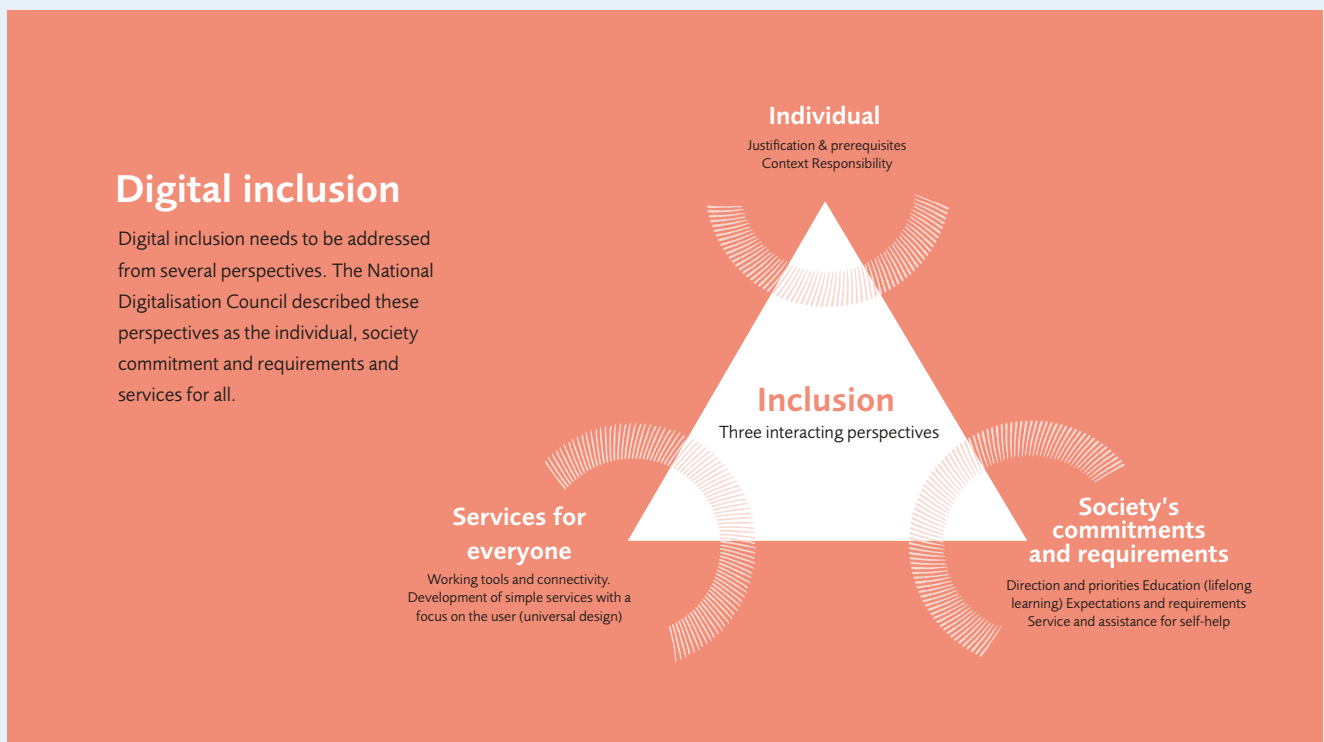 Digital inclusion
Digital inclusion needs to be addressed
from several perspectives. The National
Digitalisation Council described these
perspectives as the individual, society
commitment and requirements and
services for all.
Individual
Justification & prerequisites
Context Responsibility
Inclusion
Three interacting perspectives
Services for
everyone
Working tools and connectivity.
Development of simple services with a
focus on the user (universal design)
Society's
commitments
and requirements
Direction and priorities Education (lifelong
learning) Expectations and requirements
Service and assistance for self-help